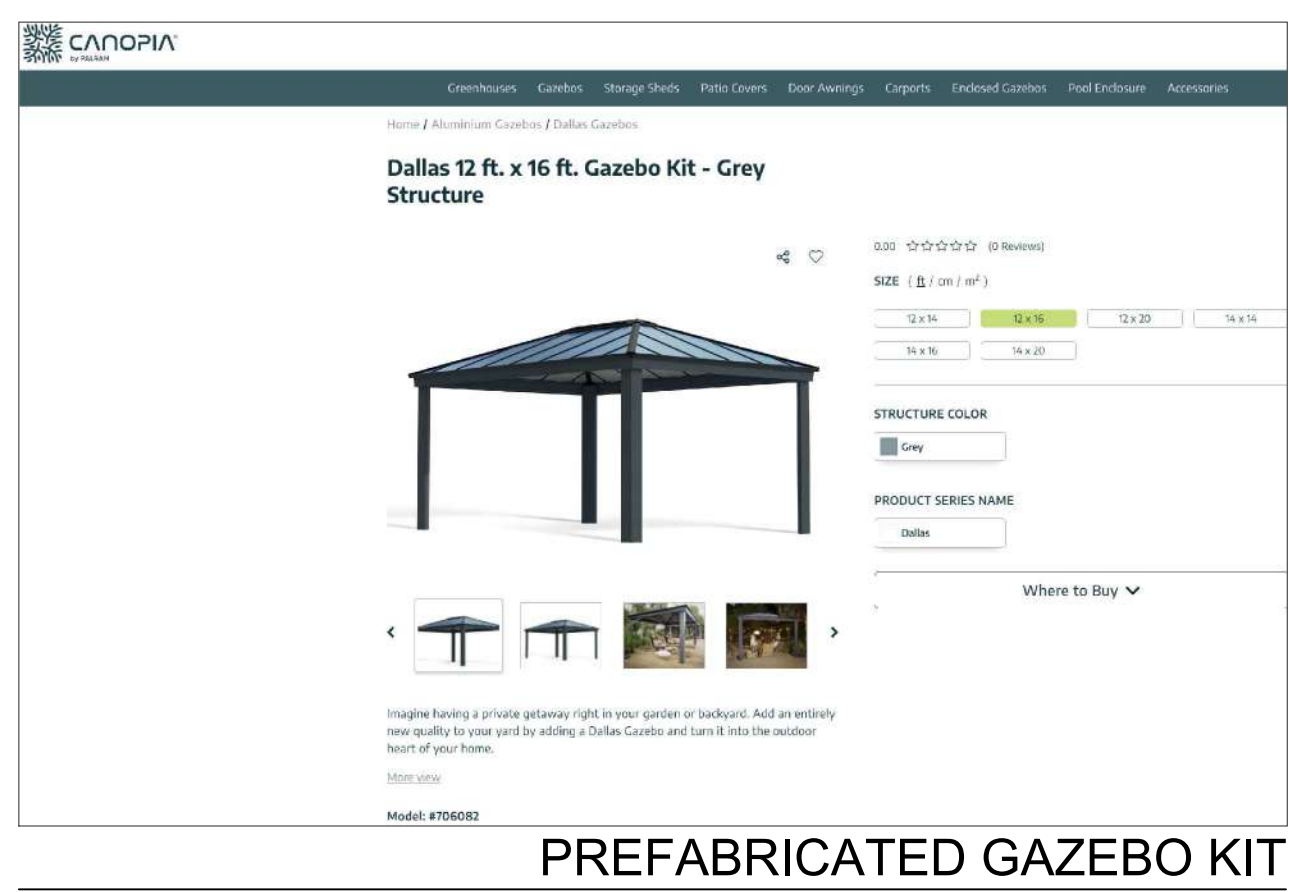 CANOPIA
by PALRAM
Greenhouses Gazebos Storage Sheds Patio Covers Door Awnings Carports Enclosed Gazebos Pool Enclosure Accessories
Home / Aluminium Gazebos / Dallas Gazebos
Dallas 12 ft. x 16 ft. Gazebo Kit - Grey
Structure
0.00 (0 Reviews)
SIZE ( ft / cm / m² )
12 x 14 12 x 16 12 x 20 14 x 14
14 x 16 14 x 20
STRUCTURE COLOR
Grey
PRODUCT SERIES NAME
Dallas
Where to Buy
Imagine having a private getaway right in your garden or backyard. Add an entirely
new quality to your yard by adding a Dallas Gazebo and turn it into the outdoor
heart of your home.
More view
Model: #706082
PREFABRICATED GAZEBO KIT